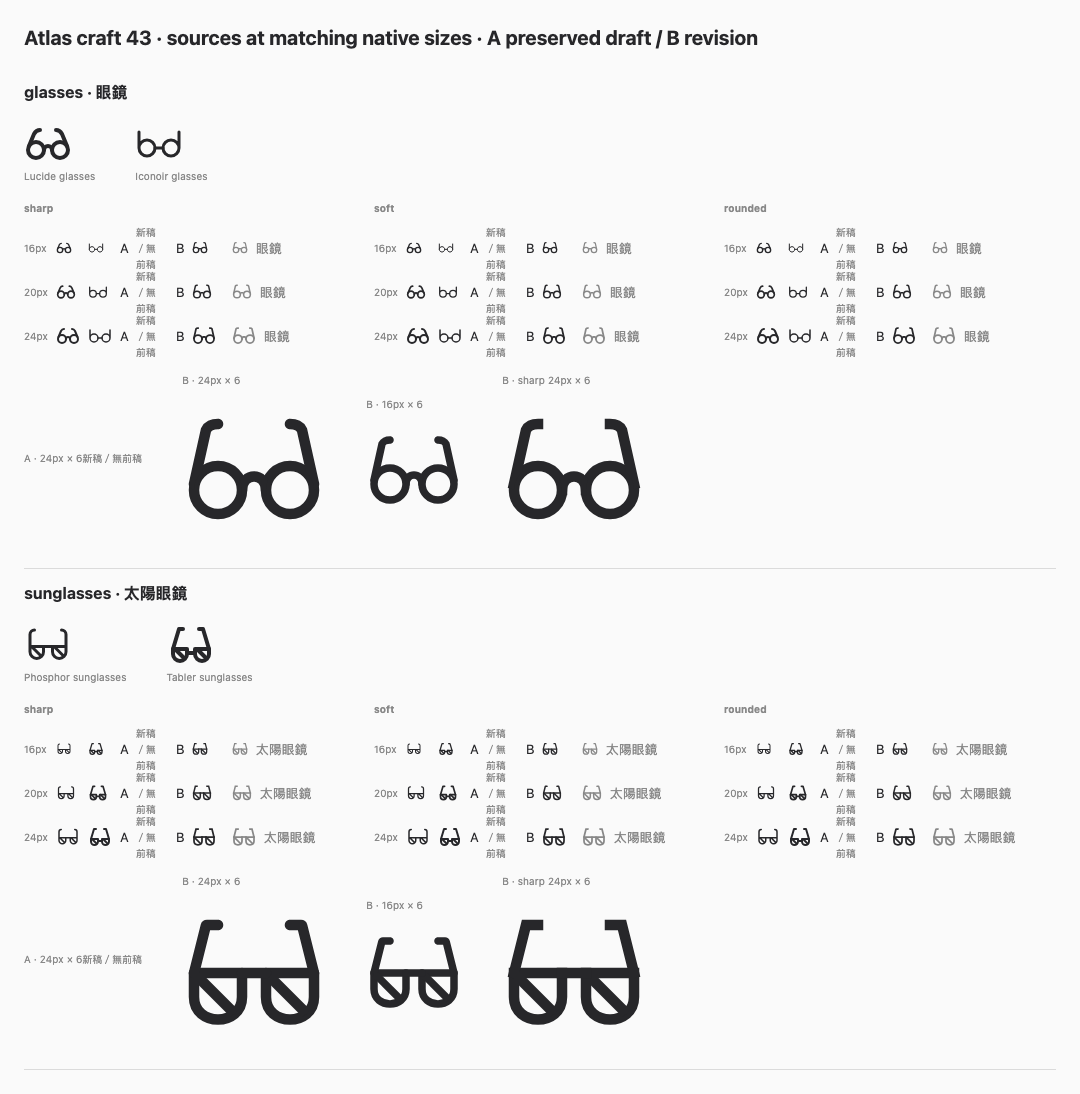 Atlas craft 43 · sources at matching native sizes · A preserved draft / B revision
glasses · 眼鏡
Lucide glasses
Iconoir glasses
sharp
soft
rounded
16px A 新稿 / 無前稿 B 眼鏡
16px A 新稿 / 無前稿 B 眼鏡
16px A 新稿 / 無前稿 B 眼鏡
20px A 新稿 / 無前稿 B 眼鏡
20px A 新稿 / 無前稿 B 眼鏡
20px A 新稿 / 無前稿 B 眼鏡
24px A 新稿 / 無前稿 B 眼鏡
24px A 新稿 / 無前稿 B 眼鏡
24px A 新稿 / 無前稿 B 眼鏡
B · 24px × 6
B · sharp 24px × 6
B · 16px × 6
A · 24px × 6新稿 / 無前稿
sunglasses · 太陽眼鏡
Phosphor sunglasses
Tabler sunglasses
sharp
soft
rounded
16px A 新稿 / 無前稿 B 太陽眼鏡
16px A 新稿 / 無前稿 B 太陽眼鏡
16px A 新稿 / 無前稿 B 太陽眼鏡
20px A 新稿 / 無前稿 B 太陽眼鏡
20px A 新稿 / 無前稿 B 太陽眼鏡
20px A 新稿 / 無前稿 B 太陽眼鏡
24px A 新稿 / 無前稿 B 太陽眼鏡
24px A 新稿 / 無前稿 B 太陽眼鏡
24px A 新稿 / 無前稿 B 太陽眼鏡
B · 24px × 6
B · sharp 24px × 6
B · 16px × 6
A · 24px × 6新稿 / 無前稿